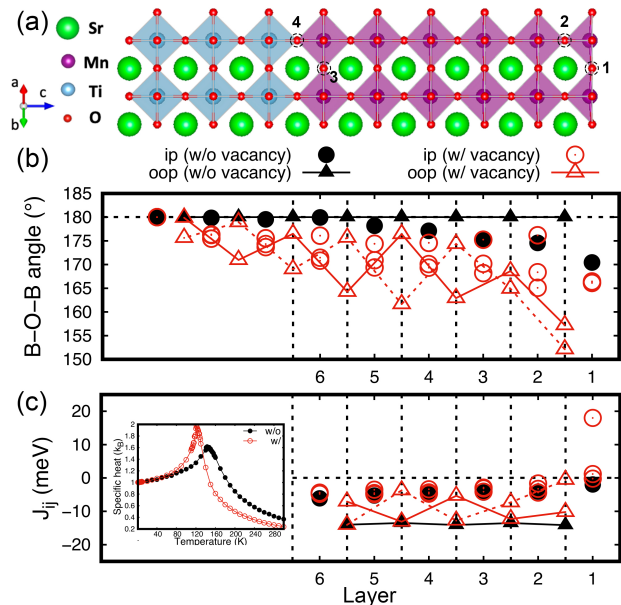 (a)
Sr
Mn
Ti
O
a
c
b
4
2
3
1
(b)
ip (w/o vacancy)
oop (w/o vacancy)
ip (w/ vacancy)
oop (w/ vacancy)
B−O−B angle (°)
185
180
175
170
165
160
155
150
6 5 4 3 2 1
(c)
J_ij (meV)
20
10
0
−10
−20
Specific heat (k_B)
2
1.8
1.6
1.4
1.2
1
0.8
0.6
0.4
0.2
w/o
w/
40 80 120 160 200 240 280
Temperature (K)
6 5 4 3 2 1
Layer